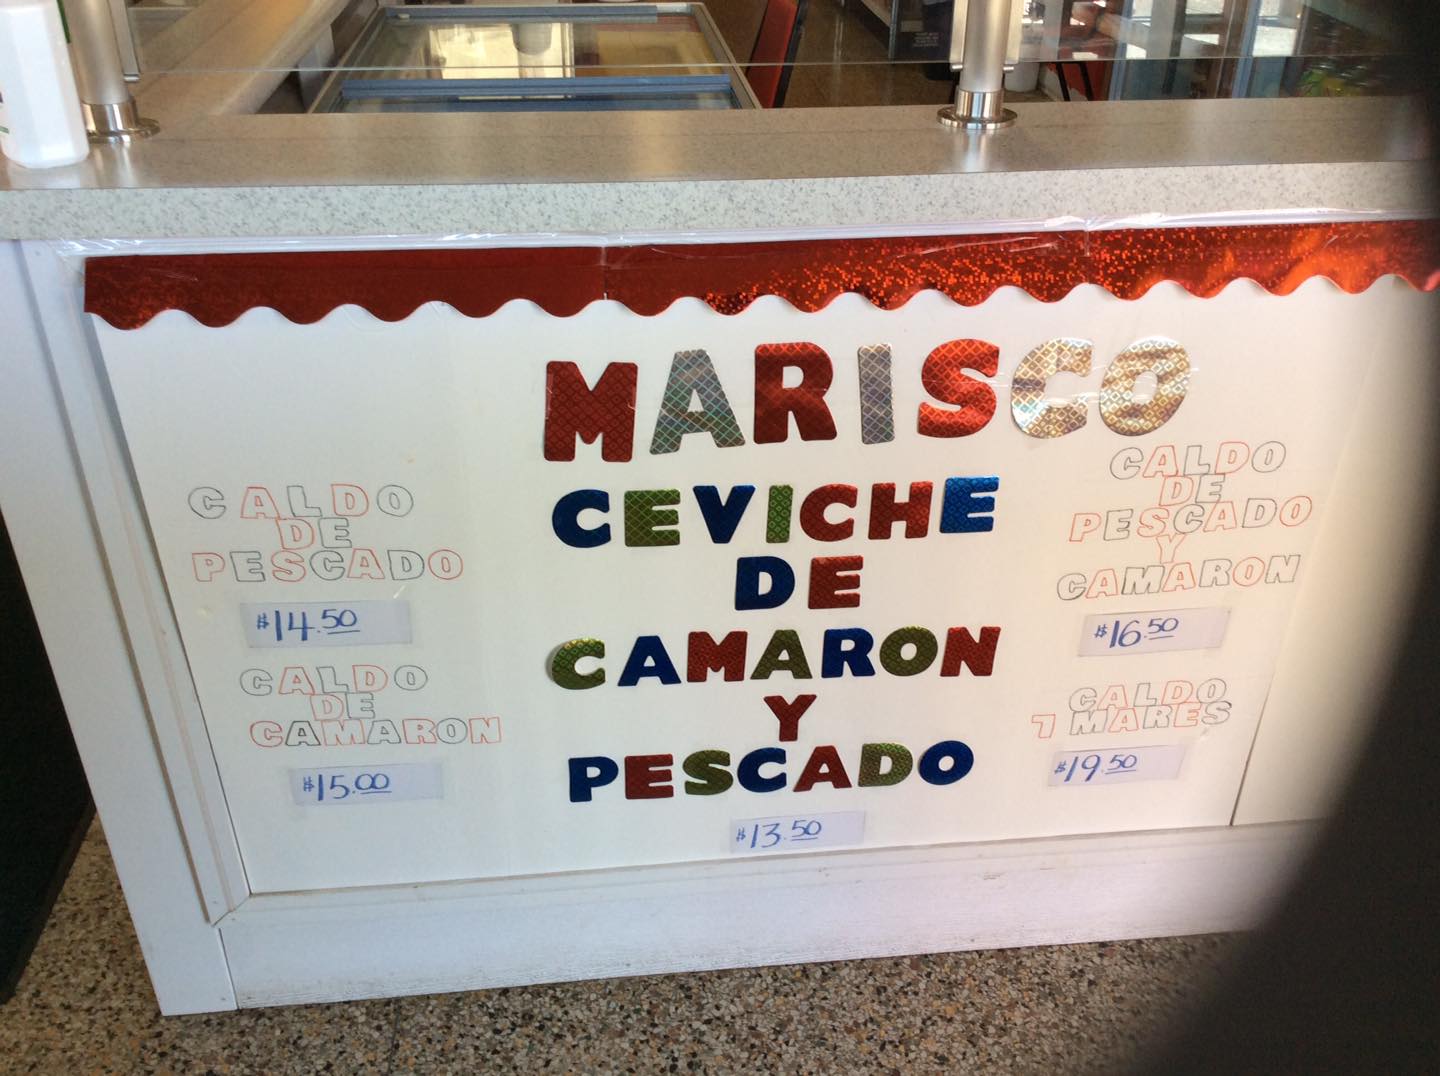 MARISCO
CALDO
DE
PESCADO
$14.50
CALDO
DE
CAMARON
$15.00
CEVICHE
DE
CAMARON
Y
PESCADO
$13.50
CALDO
DE
PESCADO
Y
CAMARON
$16.50
CALDO
7 MARES
$19.50